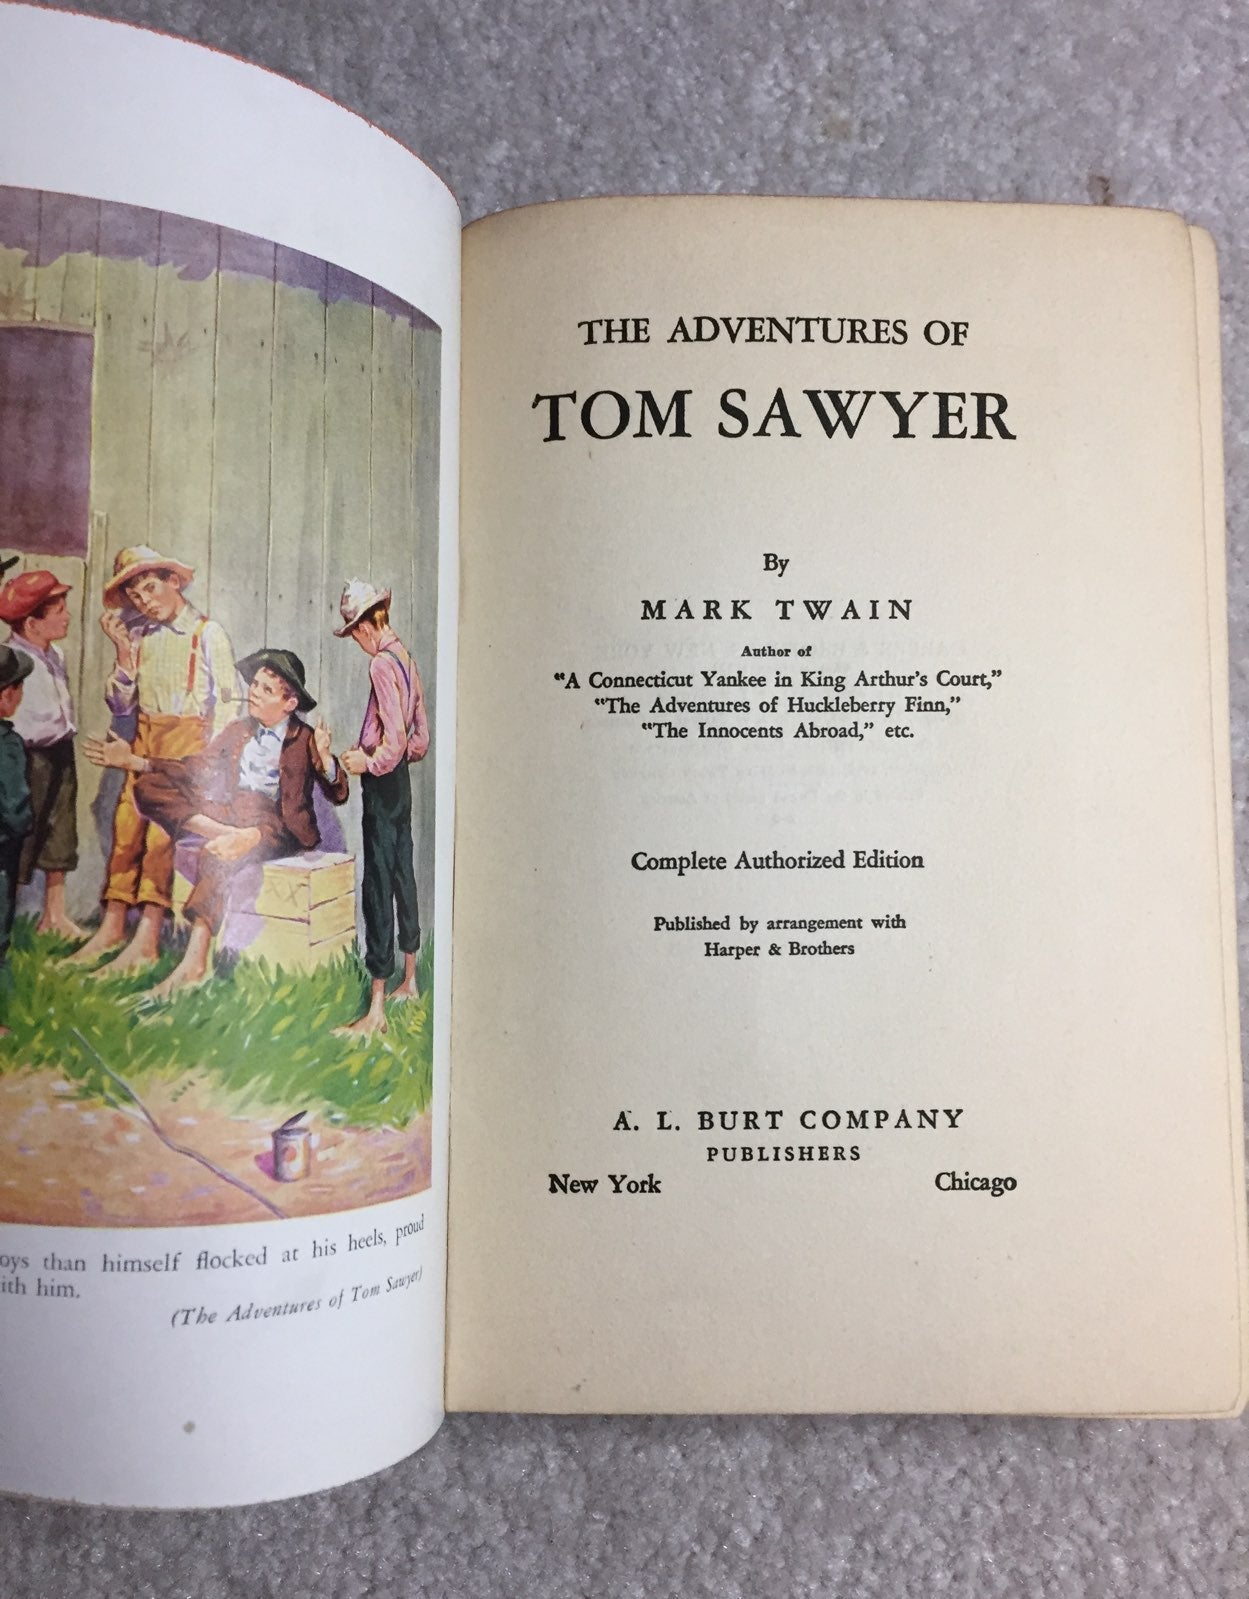 oys than himself flocked at his heels, proud
ith him.
(The Adventures of Tom Sawyer)
THE ADVENTURES OF
TOM SAWYER
By
MARK TWAIN
Author of
"A Connecticut Yankee in King Arthur's Court,"
"The Adventures of Huckleberry Finn,"
"The Innocents Abroad," etc.
Complete Authorized Edition
Published by arrangement with
Harper & Brothers
A. L. BURT COMPANY
PUBLISHERS
New York Chicago